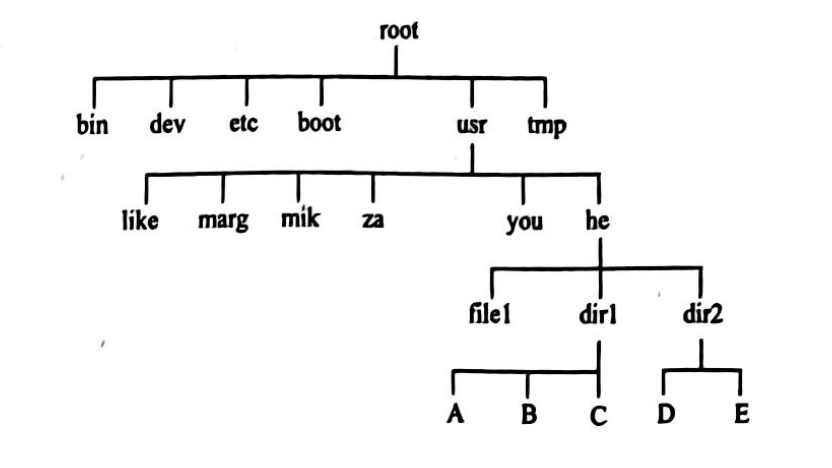 root
bin dev etc boot usr tmp
like marg mik za you he
file1 dir1 dir2
A B C D E